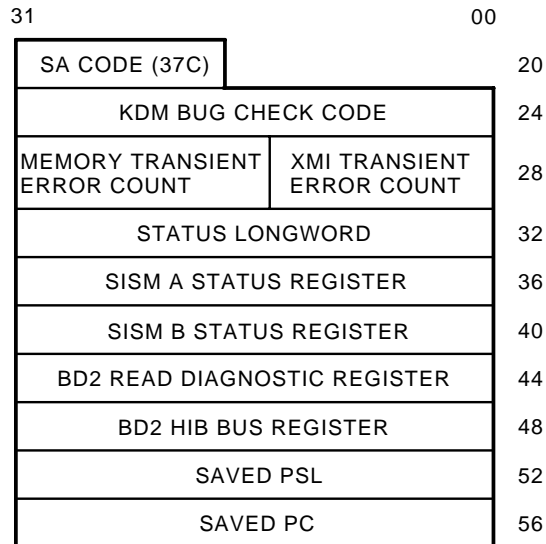 31 00
SA CODE (37C) 20
KDM BUG CHECK CODE 24
MEMORY TRANSIENT XMI TRANSIENT
ERROR COUNT ERROR COUNT 28
STATUS LONGWORD 32
SISM A STATUS REGISTER 36
SISM B STATUS REGISTER 40
BD2 READ DIAGNOSTIC REGISTER 44
BD2 HIB BUS REGISTER 48
SAVED PSL 52
SAVED PC 56